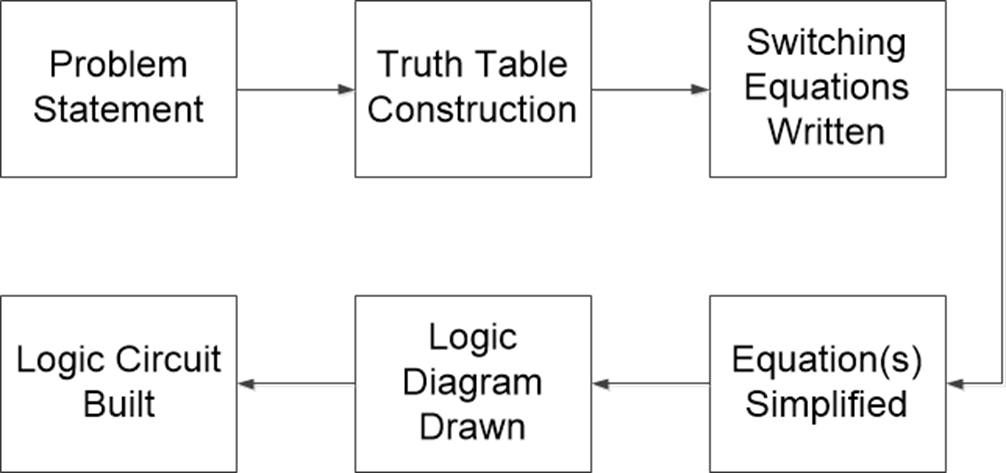 Problem
Statement
Truth Table
Construction
Switching
Equations
Written
Equation(s)
Simplified
Logic
Diagram
Drawn
Logic Circuit
Built